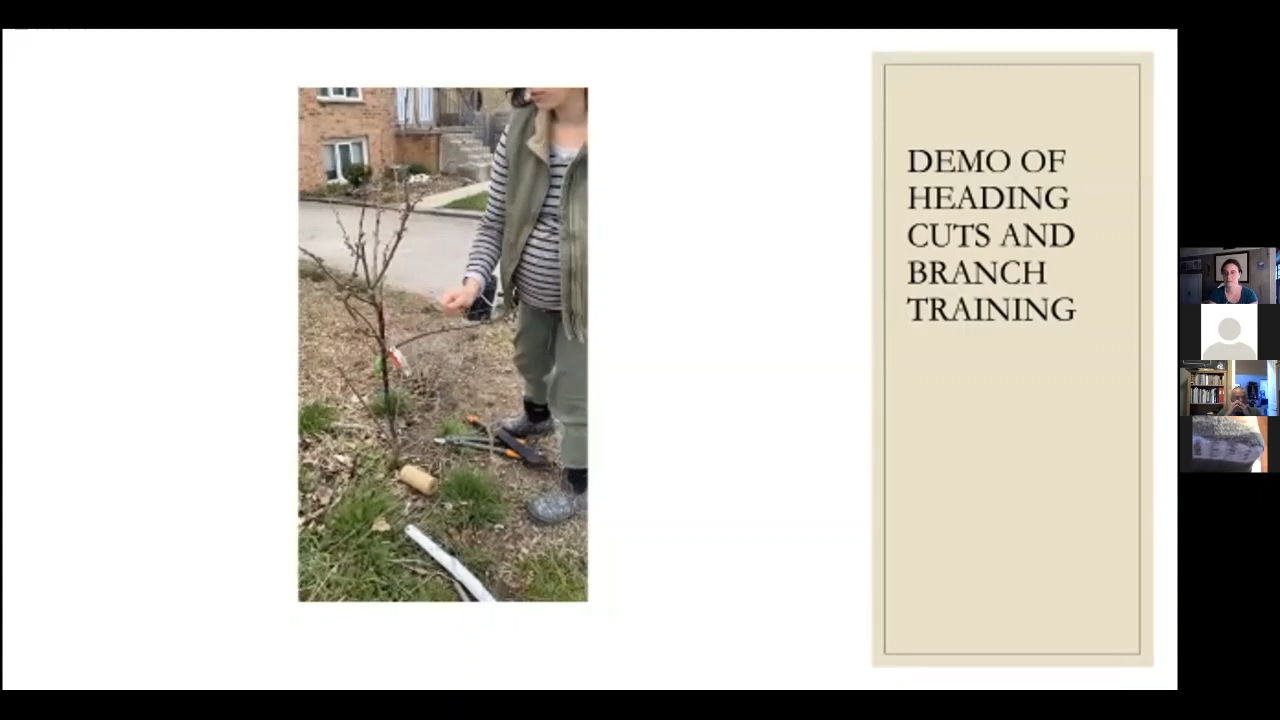 DEMO OF
HEADING
CUTS AND
BRANCH
TRAINING